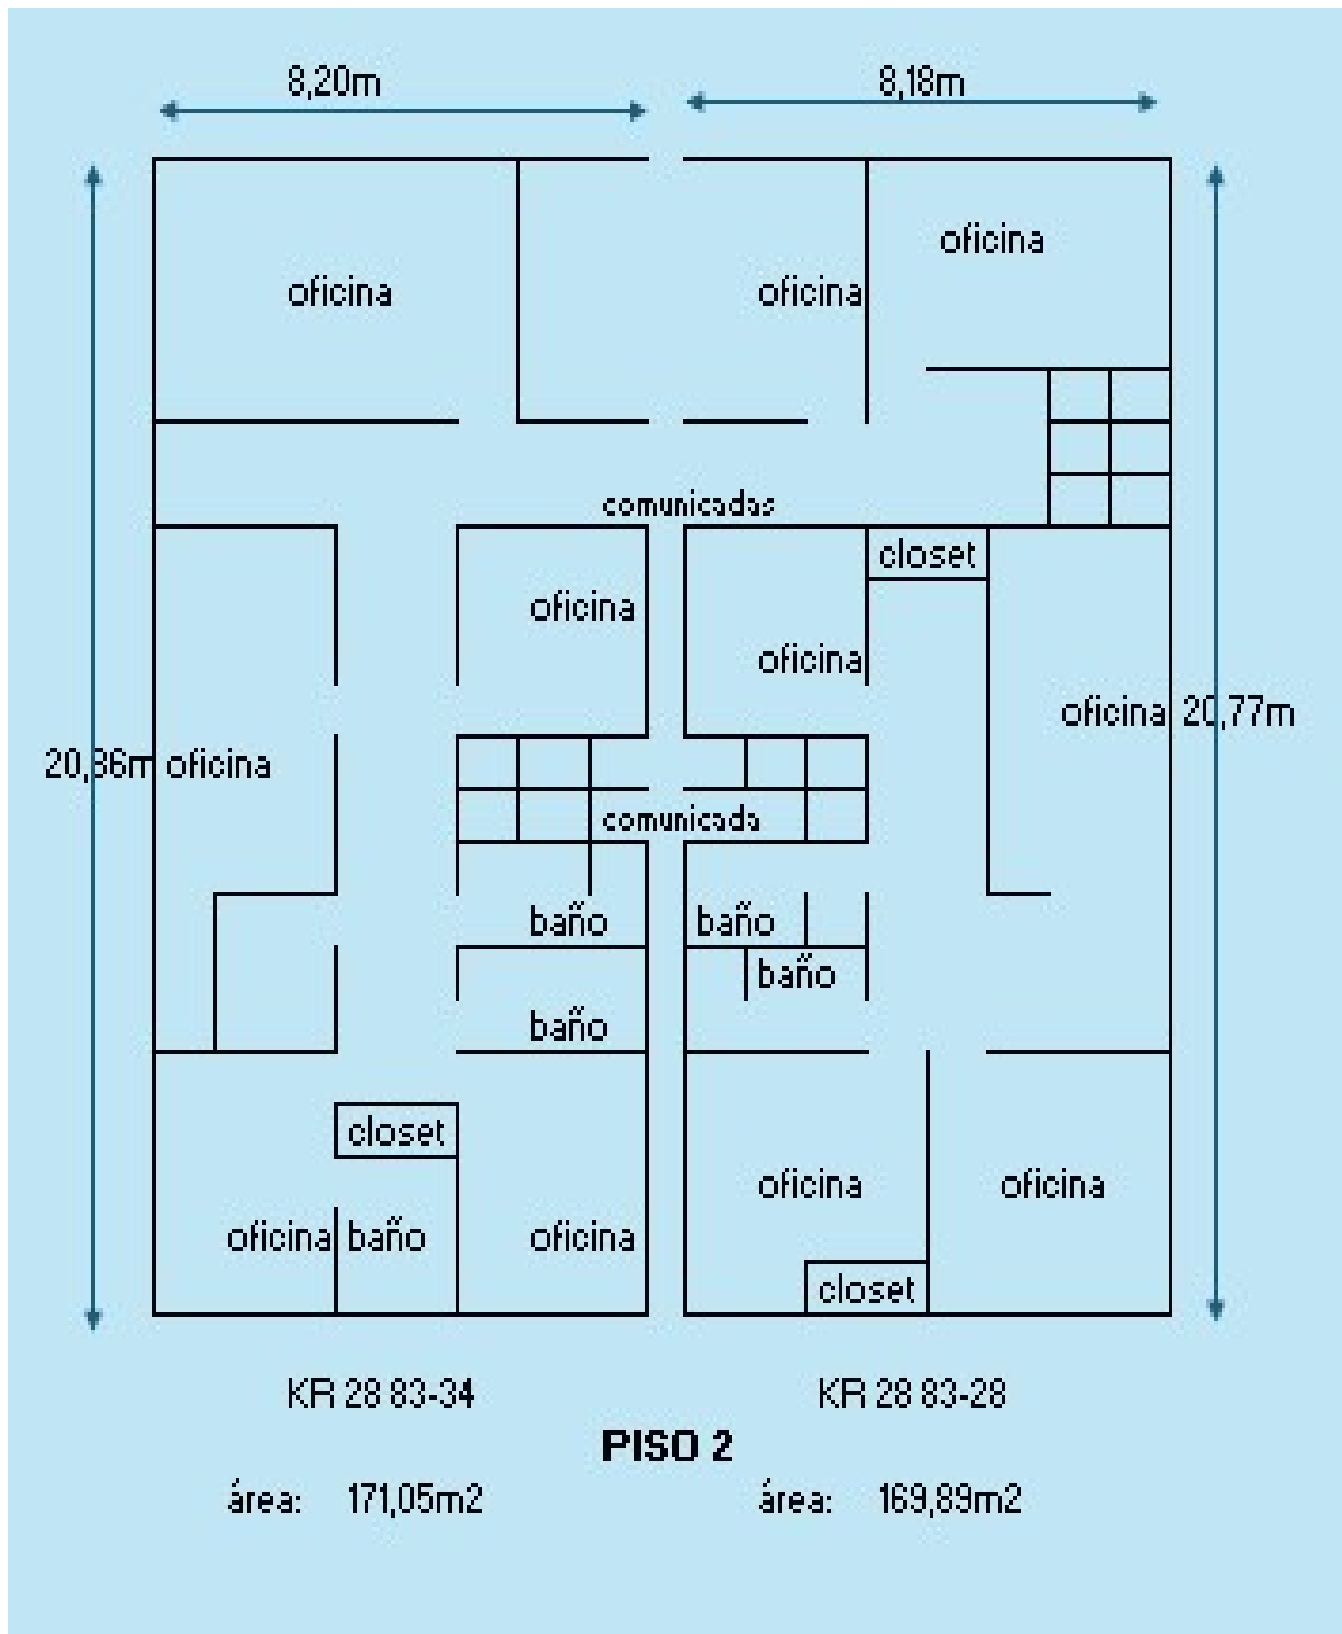 8,20m 8,18m
oficina
oficina oficina
comunicadas
closet
oficina
oficina
oficina 20,77m
20,86m oficina
comunicada
baño baño
baño
baño
closet
oficina oficina
oficina baño oficina
closet
KR 28 83-34 KR 28 83-28
PISO 2
área: 171,05m2 área: 169,89m2